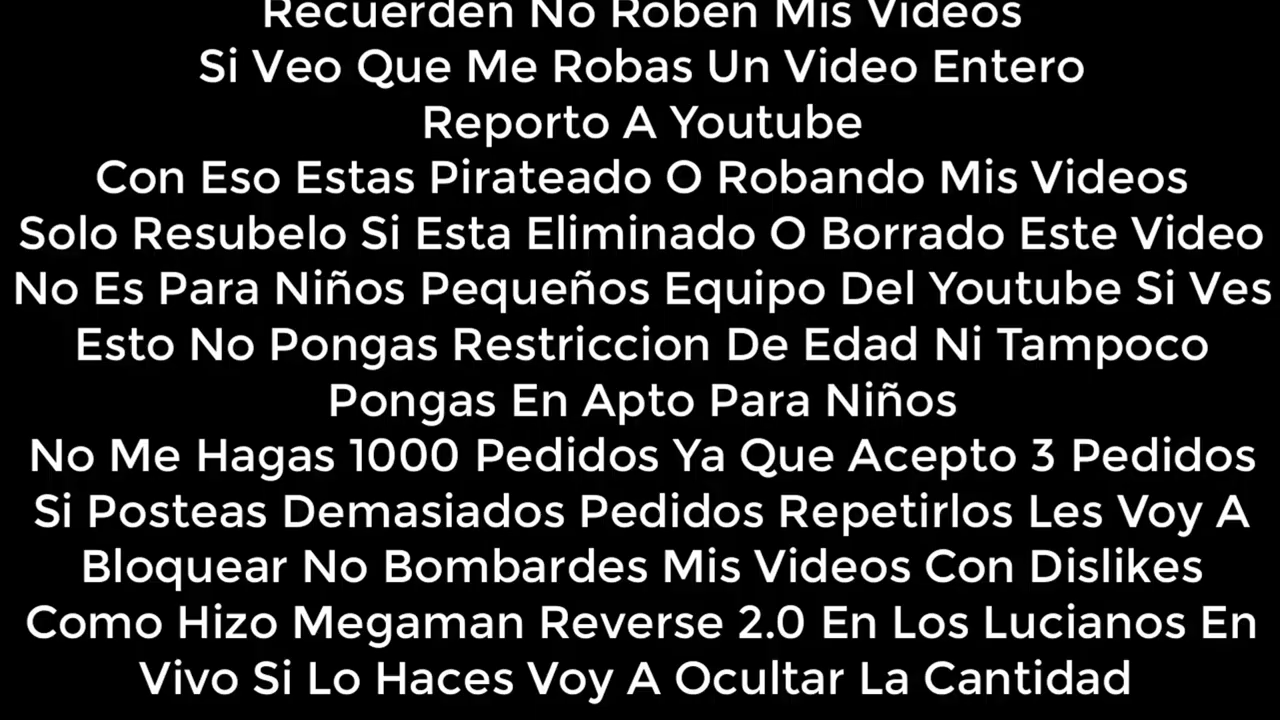 Recuerden No Roben Mis Videos
Si Veo Que Me Robas Un Video Entero
Reporto A Youtube
Con Eso Estas Pirateado O Robando Mis Videos
Solo Resubelo Si Esta Eliminado O Borrado Este Video
No Es Para Niños Pequeños Equipo Del Youtube Si Ves
Esto No Pongas Restriccion De Edad Ni Tampoco
Pongas En Apto Para Niños
No Me Hagas 1000 Pedidos Ya Que Acepto 3 Pedidos
Si Posteas Demasiados Pedidos Repetirlos Les Voy A
Bloquear No Bombardes Mis Videos Con Dislikes
Como Hizo Megaman Reverse 2.0 En Los Lucianos En
Vivo Si Lo Haces Voy A Ocultar La Cantidad